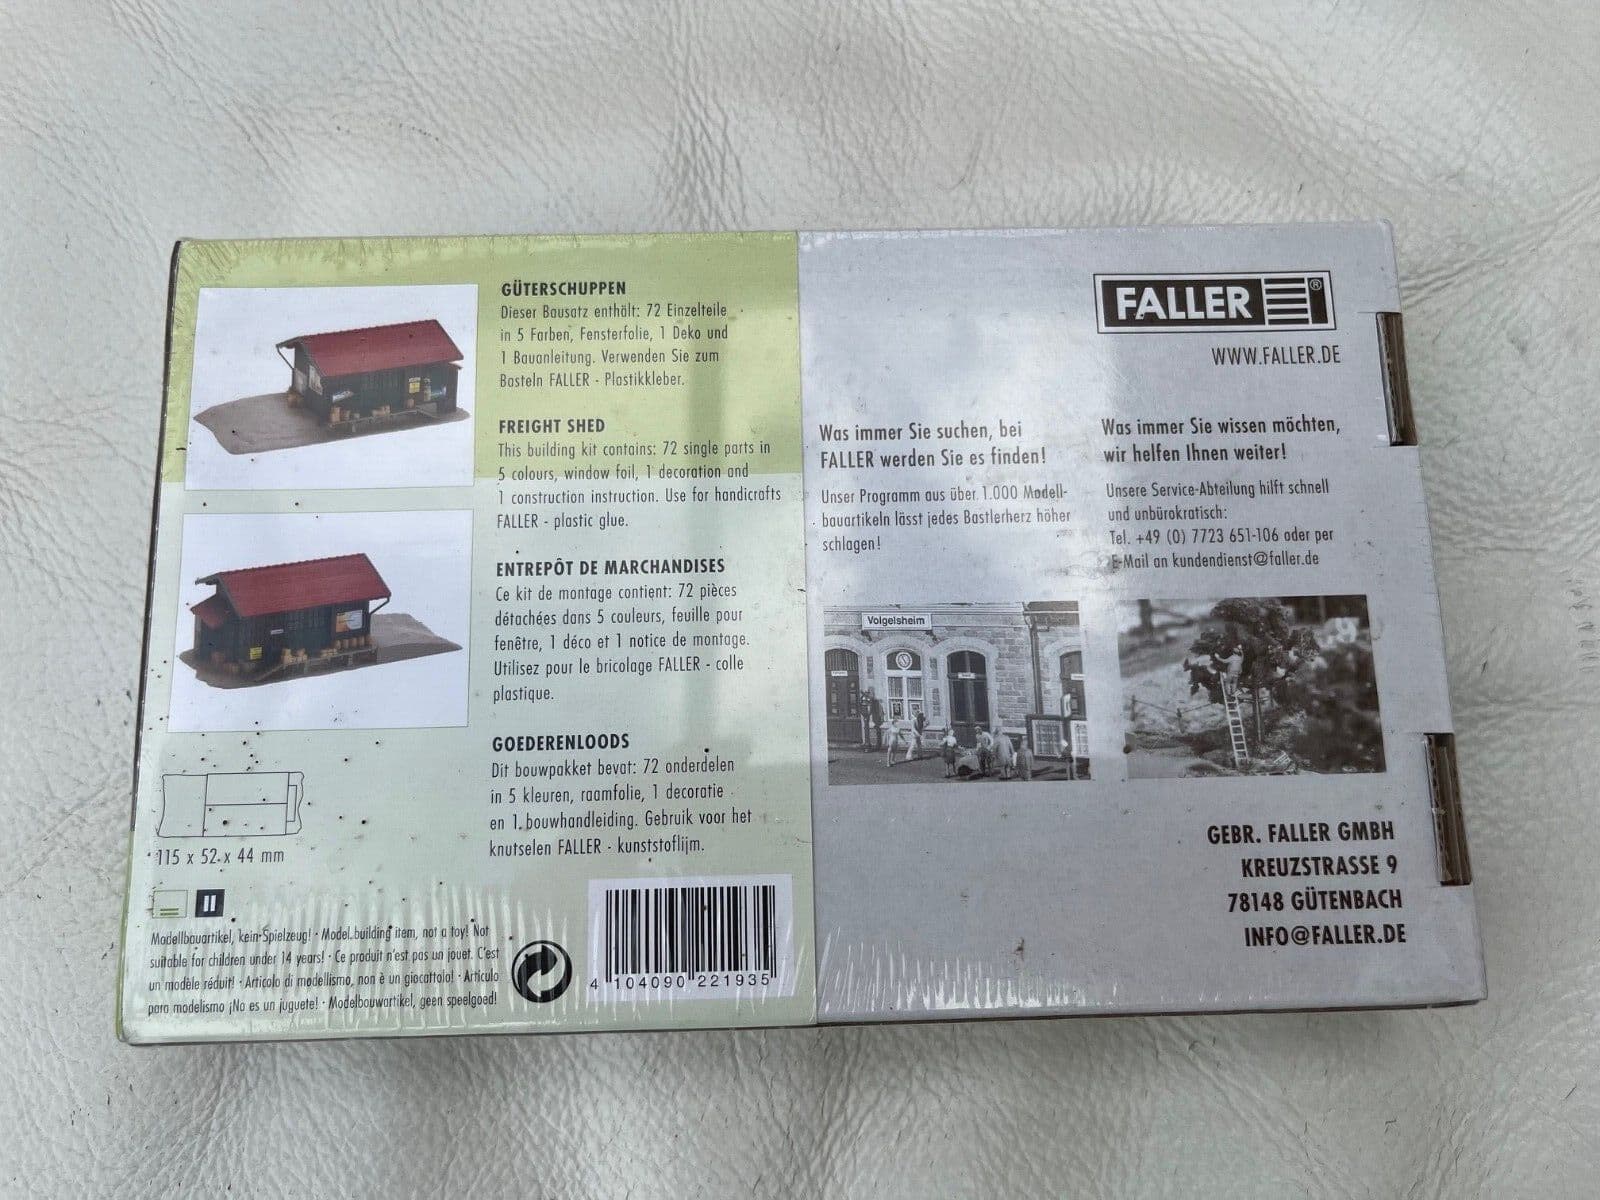 GÜTERSCHUPPEN
Dieser Bausatz enthält: 72 Einzelteile
in 5 Farben, Fensterfolie, 1 Deko und
1 Bauanleitung. Verwenden Sie zum
Basteln FALLER - Plastikkleber.
FREIGHT SHED
This building kit contains: 72 single parts in
5 colours, window foil, 1 decoration and
1 construction instruction. Use for handicrafts
FALLER - plastic glue.
ENTREPÔT DE MARCHANDISES
Ce kit de montage contient: 72 pièces
détachées dans 5 couleurs, feuille pour
fenêtre, 1 déco et 1 notice de montage.
Utilisez pour le bricolage FALLER - colle
plastique.
GOEDERENLOODS
Dit bouwpakket bevat: 72 onderdelen
in 5 kleuren, raamfolie, 1 decoratie
en 1 bouwhandleiding. Gebruik voor het
knutselen FALLER - kunststoflijm.
115 x 52 x 44 mm
II
Modellbauartikel, kein Spielzeug! · Model building item, not a toy! Not
suitable for children under 14 years! · Ce produit n'est pas un jouet. C'est
un modèle réduit! · Articolo di modellismo, non è un giocattolo! · Artículo
para modelismo ¡No es un juguete! · Modelbouwartikel, geen speelgoed!
4 104090 221935
FALLER ®
WWW.FALLER.DE
Was immer Sie suchen, bei
FALLER werden Sie es finden!
Unser Programm aus über 1.000 Modell-
bauartikeln lässt jedes Bastlerherz höher
schlagen!
Was immer Sie wissen möchten,
wir helfen Ihnen weiter!
Unsere Service-Abteilung hilft schnell
und unbürokratisch:
Tel. +49 (0) 7723 651-106 oder per
E-Mail an kundendienst@faller.de
Volgelsheim
GEBR. FALLER GMBH
KREUZSTRASSE 9
78148 GÜTENBACH
INFO@FALLER.DE